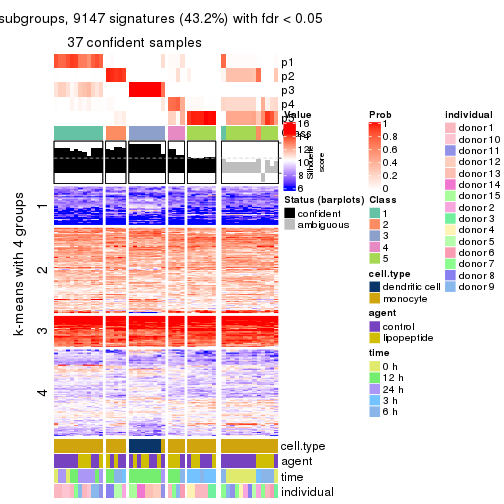 subgroups, 9147 signatures (43.2%) with fdr < 0.05
37 confident samples
p1
p2
p3
p4
k-means with 4 groups
1
2
3
4
Silhouette
score
cell.type
agent
time
individual
Value
16
14
12
10
8
6
Status (barplots)
confident
ambiguous
Prob
1
0.8
0.6
0.4
0.2
0
Class
1
2
3
4
5
cell.type
dendritic cell
monocyte
agent
control
lipopeptide
time
0 h
12 h
24 h
3 h
6 h
individual
donor 1
donor 10
donor 11
donor 12
donor 13
donor 14
donor 15
donor 2
donor 3
donor 4
donor 5
donor 6
donor 7
donor 8
donor 9